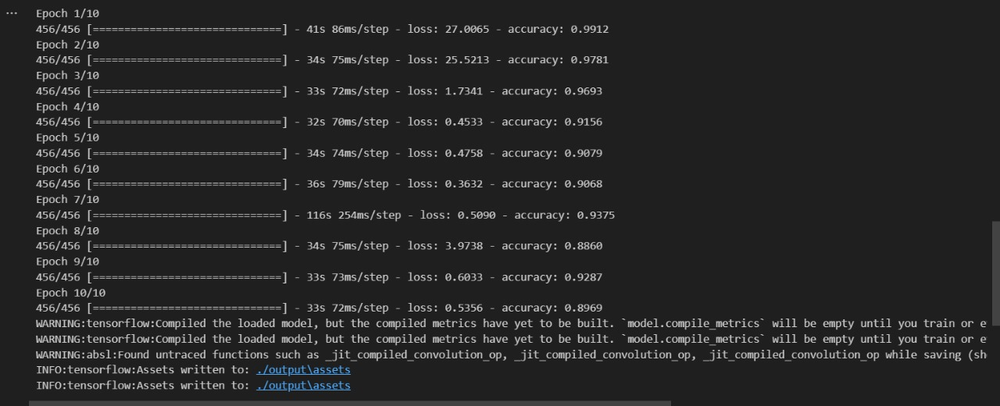 Epoch 1/10
456/456 [==============================] - 41s 86ms/step - loss: 27.0065 - accuracy: 0.9912
Epoch 2/10
456/456 [==============================] - 34s 75ms/step - loss: 25.5213 - accuracy: 0.9781
Epoch 3/10
456/456 [==============================] - 33s 72ms/step - loss: 1.7341 - accuracy: 0.9693
Epoch 4/10
456/456 [==============================] - 32s 70ms/step - loss: 0.4533 - accuracy: 0.9156
Epoch 5/10
456/456 [==============================] - 34s 74ms/step - loss: 0.4758 - accuracy: 0.9079
Epoch 6/10
456/456 [==============================] - 36s 79ms/step - loss: 0.3632 - accuracy: 0.9068
Epoch 7/10
456/456 [==============================] - 116s 254ms/step - loss: 0.5090 - accuracy: 0.9375
Epoch 8/10
456/456 [==============================] - 34s 75ms/step - loss: 3.9738 - accuracy: 0.8860
Epoch 9/10
456/456 [==============================] - 33s 73ms/step - loss: 0.6033 - accuracy: 0.9287
Epoch 10/10
456/456 [==============================] - 33s 72ms/step - loss: 0.5356 - accuracy: 0.8969
WARNING:tensorflow:Compiled the loaded model, but the compiled metrics have yet to be built. `model.compile_metrics` will be empty until you train or e
WARNING:tensorflow:Compiled the loaded model, but the compiled metrics have yet to be built. `model.compile_metrics` will be empty until you train or e
WARNING:absl:Found untraced functions such as _jit_compiled_convolution_op, _jit_compiled_convolution_op, _jit_compiled_convolution_op while saving (sho
INFO:tensorflow:Assets written to: ./output\assets
INFO:tensorflow:Assets written to: ./output\assets